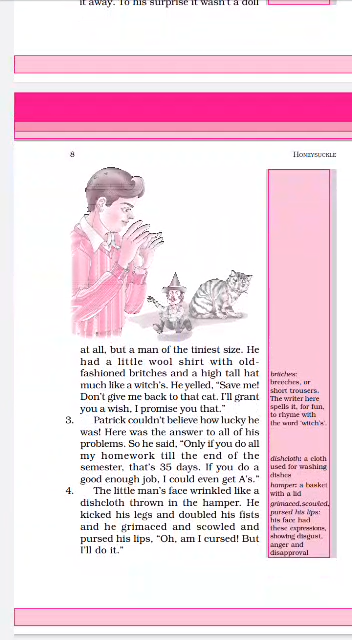 it away. To his surprise it wasn't a doll
8
HONEYSUCKLE
at all, but a man of the tiniest size. He
had a little wool shirt with old-
fashioned britches and a high tall hat
much like a witch's. He yelled, “Save me!
Don't give me back to that cat. I'll grant
you a wish, I promise you that.”
3. Patrick couldn't believe how lucky he
was! Here was the answer to all of his
problems. So he said, “Only if you do all
my homework till the end of the
semester, that's 35 days. If you do a
good enough job, I could even get A's.”
4. The little man's face wrinkled like a
dishcloth thrown in the hamper. He
kicked his legs and doubled his fists
and he grimaced and scowled and
pursed his lips, “Oh, am I cursed! But
I'll do it.”
britches:
breeches, or
short trousers.
The writer here
spells it, for fun,
to rhyme with
the word 'witch's'.
dishcloth: a cloth
used for washing
dishes
hamper: a basket
with a lid
grimaced,scowled,
pursed his lips:
his face had
these expressions,
showing disgust,
anger and
disapproval